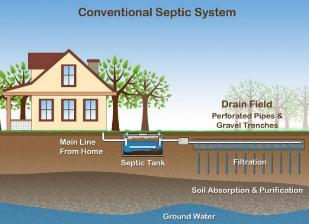 Conventional Septic System
Drain Field
Perforated Pipes &
Gravel Trenches
Main Line
From Home
Septic Tank
Filtration
Soil Absorption & Purification
Ground Water